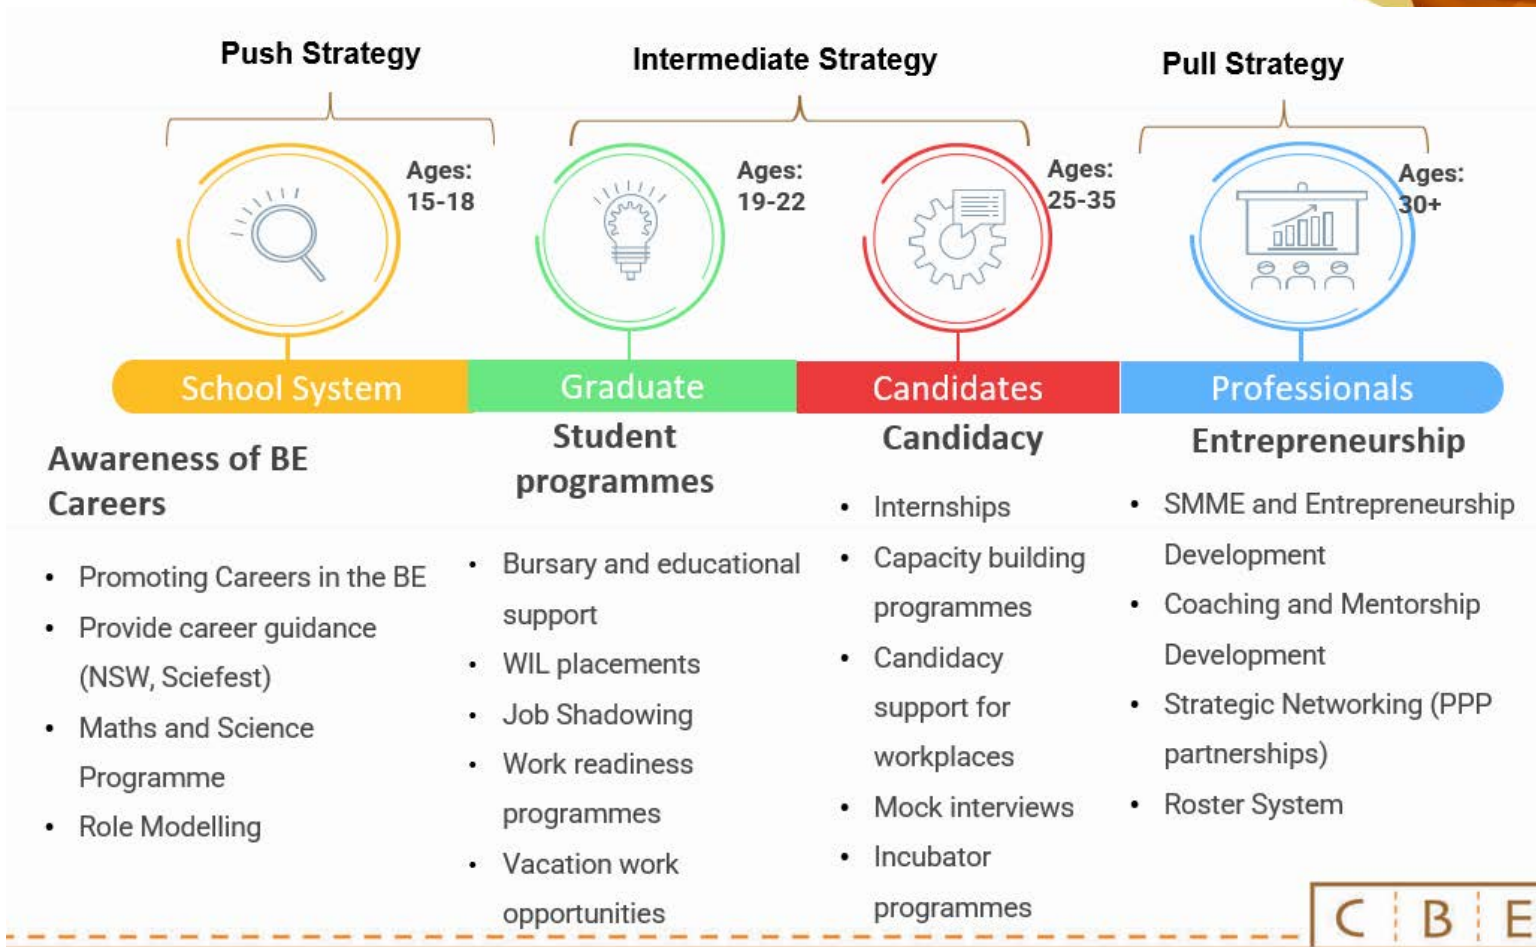 Push Strategy
Intermediate Strategy
Pull Strategy
Ages:
15-18
Ages:
19-22
Ages:
25-35
Ages:
30+
School System
Graduate
Candidates
Professionals
Awareness of BE
Careers
• Promoting Careers in the BE
• Provide career guidance
(NSW, Sciefest)
• Maths and Science
Programme
• Role Modelling
Student
programmes
• Bursary and educational
support
• WIL placements
• Job Shadowing
• Work readiness
programmes
• Vacation work
opportunities
Candidacy
• Internships
• Capacity building
programmes
• Candidacy
support for
workplaces
• Mock interviews
• Incubator
programmes
Entrepreneurship
• SMME and Entrepreneurship
Development
• Coaching and Mentorship
Development
• Strategic Networking (PPP
partnerships)
• Roster System
C B E